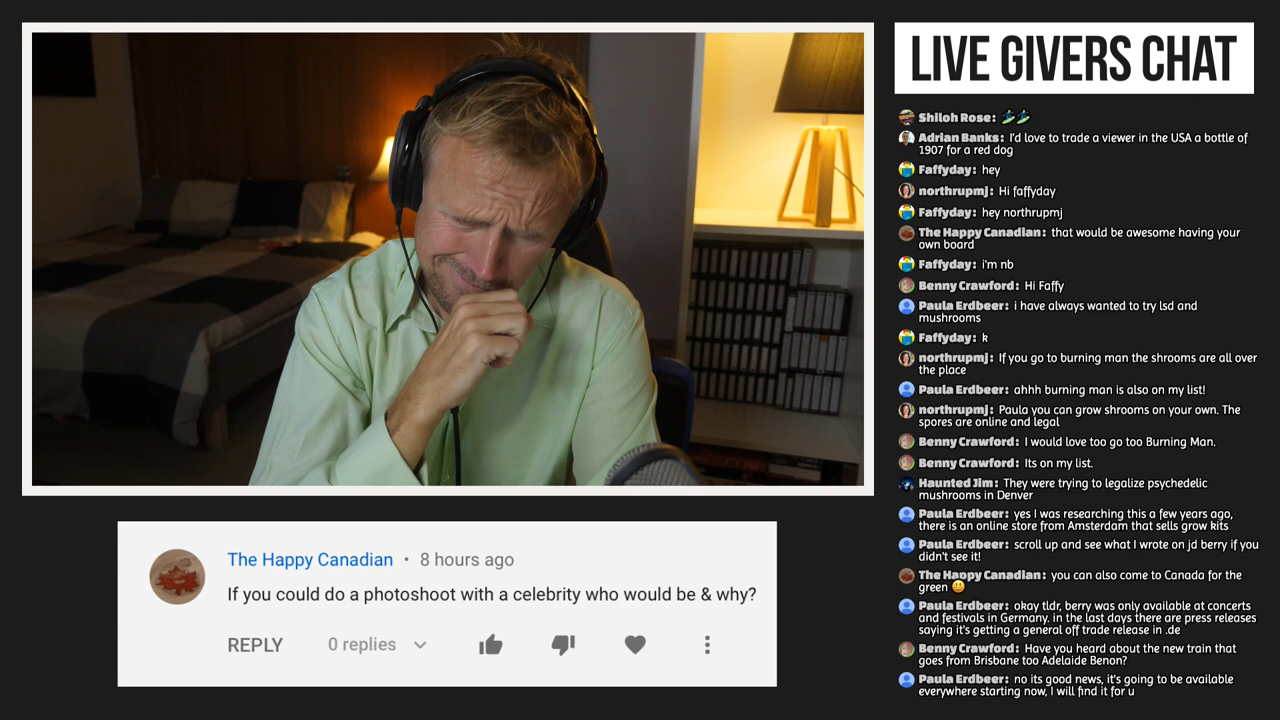 LIVE GIVERS CHAT
Shiloh Rose:
Adrian Banks: I'd love to trade a viewer in the USA a bottle of
1907 for a red dog
Faffyday: hey
northrupmj: Hi faffyday
Faffyday: hey northrupmj
The Happy Canadian: that would be awesome having your
own board
Faffyday: i'm nb
Benny Crawford: Hi Faffy
Paula Erdbeer: i have always wanted to try lsd and
mushrooms
Faffyday: k
northrupmj: If you go to burning man the shrooms are all over
the place
Paula Erdbeer: ahhh burning man is also on my list!
northrupmj: Paula you can grow shrooms on your own. The
spores are online and legal
Benny Crawford: I would love too go too Burning Man.
Benny Crawford: Its on my list.
Haunted Jim: They were trying to legalize psychedelic
mushrooms in Denver
Paula Erdbeer: yes I was researching this a few years ago,
there is an online store from Amsterdam that sells grow kits
Paula Erdbeer: scroll up and see what I wrote on jd berry if you
didn't see it!
The Happy Canadian: you can also come to Canada for the
green 😃
Paula Erdbeer: okay tldr, berry was only available at concerts
and festivals in Germany. in the last days there are press releases
saying it's getting a general off trade release in .de
Benny Crawford: Have you heard about the new train that
goes from Brisbane too Adelaide Benon?
Paula Erdbeer: no its good news, it's going to be available
everywhere starting now, I will find it for u
The Happy Canadian • 8 hours ago
If you could do a photoshoot with a celebrity who would be & why?
REPLY 0 replies